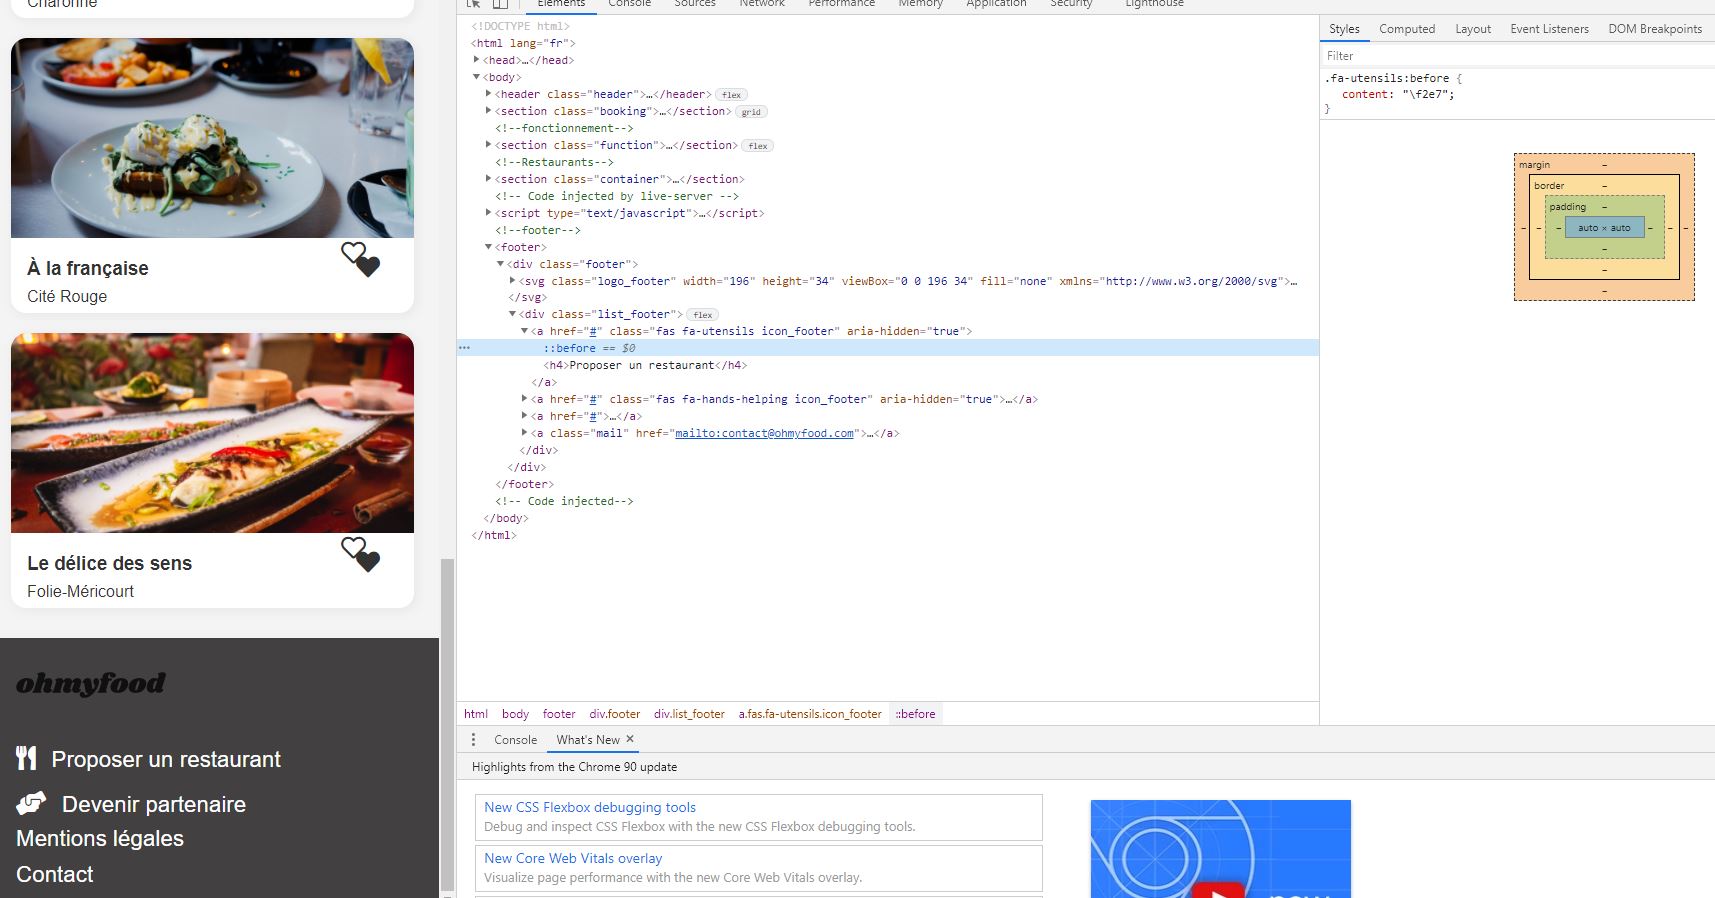 Charonne
À la française
Cité Rouge
Le délice des sens
Folie-Méricourt
ohmyfood
Proposer un restaurant
Devenir partenaire
Mentions légales
Contact
Elements Console Sources Network Performance Memory Application Security Lighthouse
<!DOCTYPE html>
<html lang="fr">
<head>…</head>
<body>
<header class="header">…</header> flex
<section class="booking">…</section> grid
<!--fonctionnement-->
<section class="function">…</section> flex
<!--Restaurants-->
<section class="container">…</section>
<!-- Code injected by live-server -->
<script type="text/javascript">…</script>
<!--footer-->
<footer>
<div class="footer">
<svg class="logo_footer" width="196" height="34" viewBox="0 0 196 34" fill="none" xmlns="http://www.w3.org/2000/svg">…
</svg>
<div class="list_footer"> flex
<a href="#" class="fas fa-utensils icon_footer" aria-hidden="true">
… ::before == $0
<h4>Proposer un restaurant</h4>
</a>
<a href="#" class="fas fa-hands-helping icon_footer" aria-hidden="true">…</a>
<a href="#">…</a>
<a class="mail" href="mailto:contact@ohmyfood.com">…</a>
</div>
</div>
</footer>
<!-- Code injected-->
</body>
</html>
html body footer div.footer div.list_footer a.fas.fa-utensils.icon_footer ::before
Styles Computed Layout Event Listeners DOM Breakpoints
Filter
.fa-utensils:before {
content: "\f2e7";
}
margin –
border –
padding –
– – – auto × auto – – –
–
–
–
Console What's New ✕
Highlights from the Chrome 90 update
New CSS Flexbox debugging tools
Debug and inspect CSS Flexbox with the new CSS Flexbox debugging tools.
New Core Web Vitals overlay
Visualize page performance with the new Core Web Vitals overlay.
new